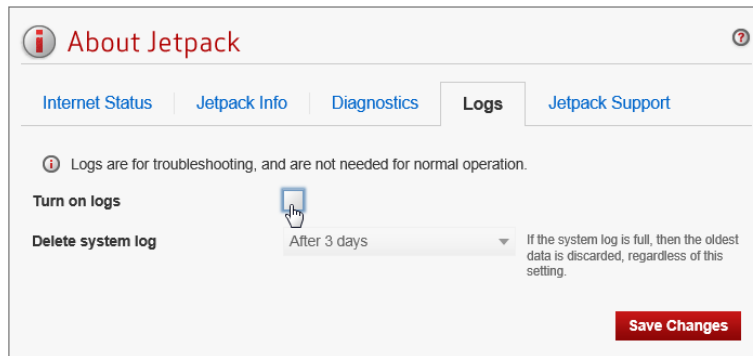 About Jetpack
Internet Status Jetpack Info Diagnostics Logs Jetpack Support
Logs are for troubleshooting, and are not needed for normal operation.
Turn on logs
Delete system log After 3 days If the system log is full, then the oldest
data is discarded, regardless of this
setting.
Save Changes